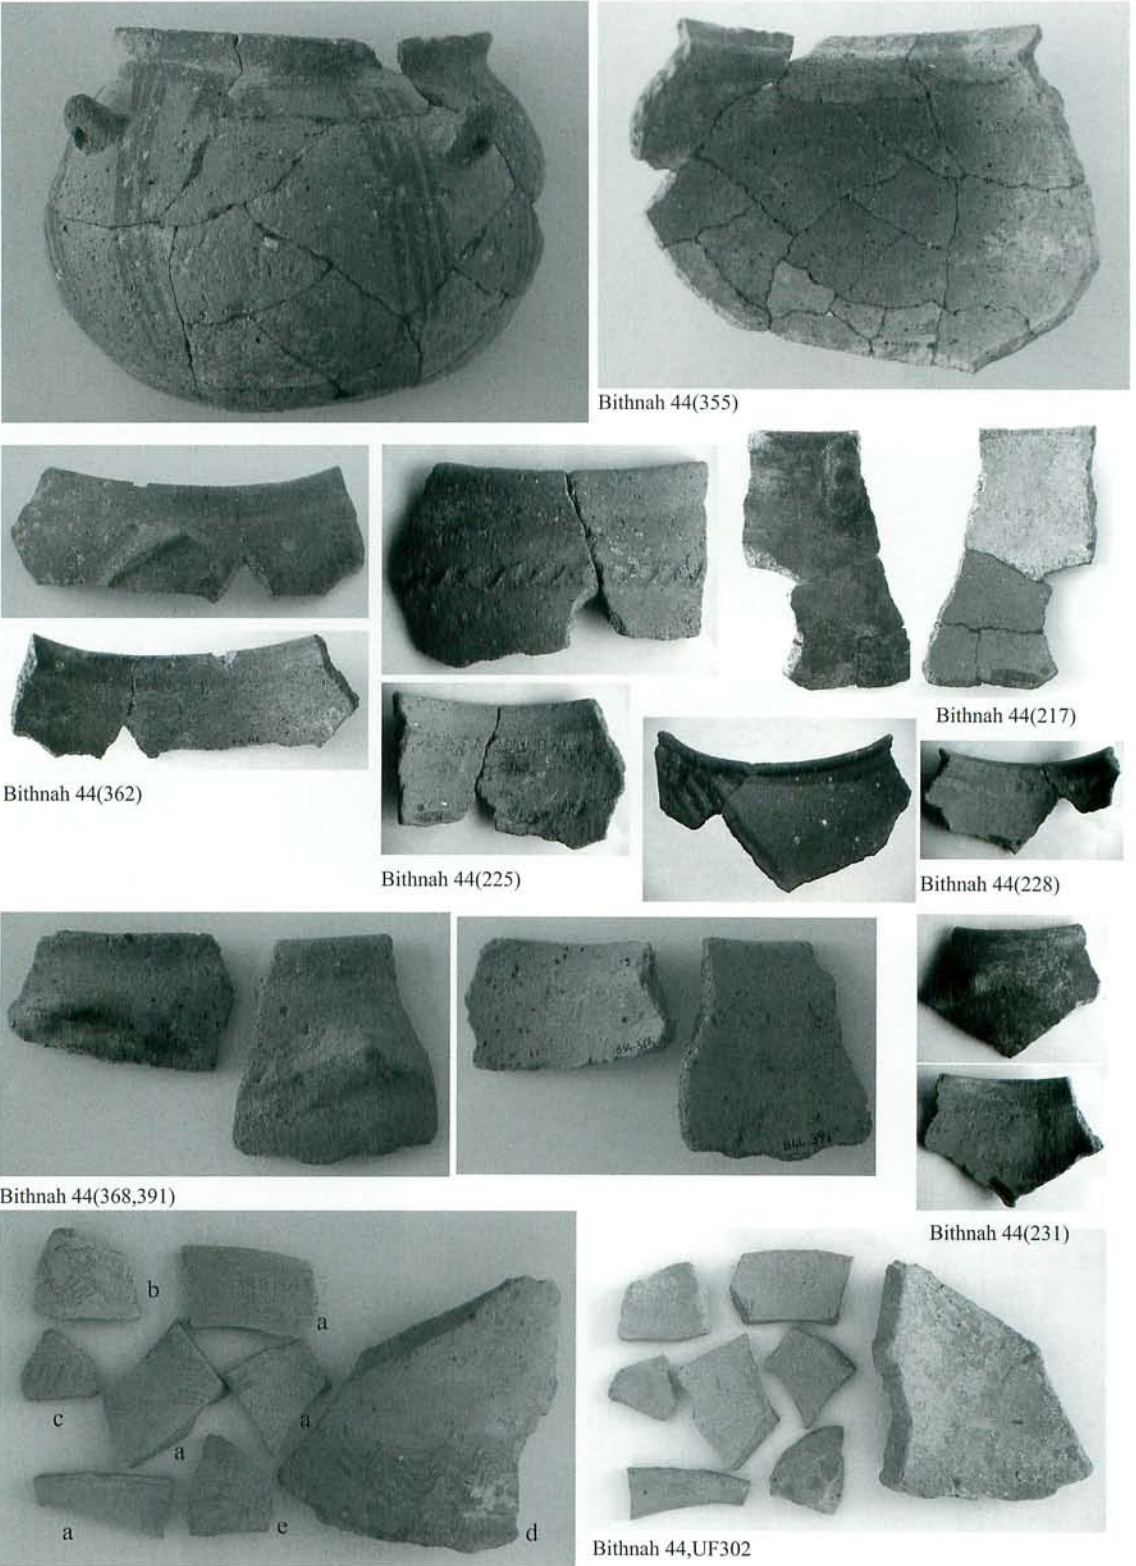 Bithnah 44(355)
Bithnah 44(217)
Bithnah 44(362)
Bithnah 44(225)
Bithnah 44(228)
Bithnah 44(368,391)
Bithnah 44(231)
b
a
c
a
a
a
e
d
Bithnah 44,UF302